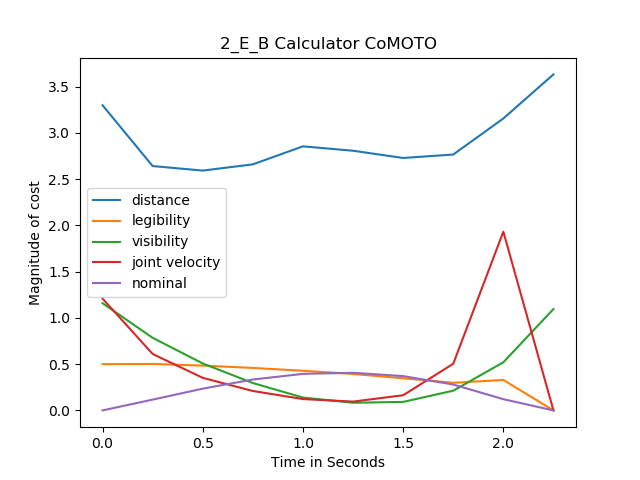 2_E_B Calculator CoMOTO
Magnitude of cost
3.5
3.0
2.5
2.0
1.5
1.0
0.5
0.0
distance
legibility
visibility
joint velocity
nominal
0.0 0.5 1.0 1.5 2.0
Time in Seconds